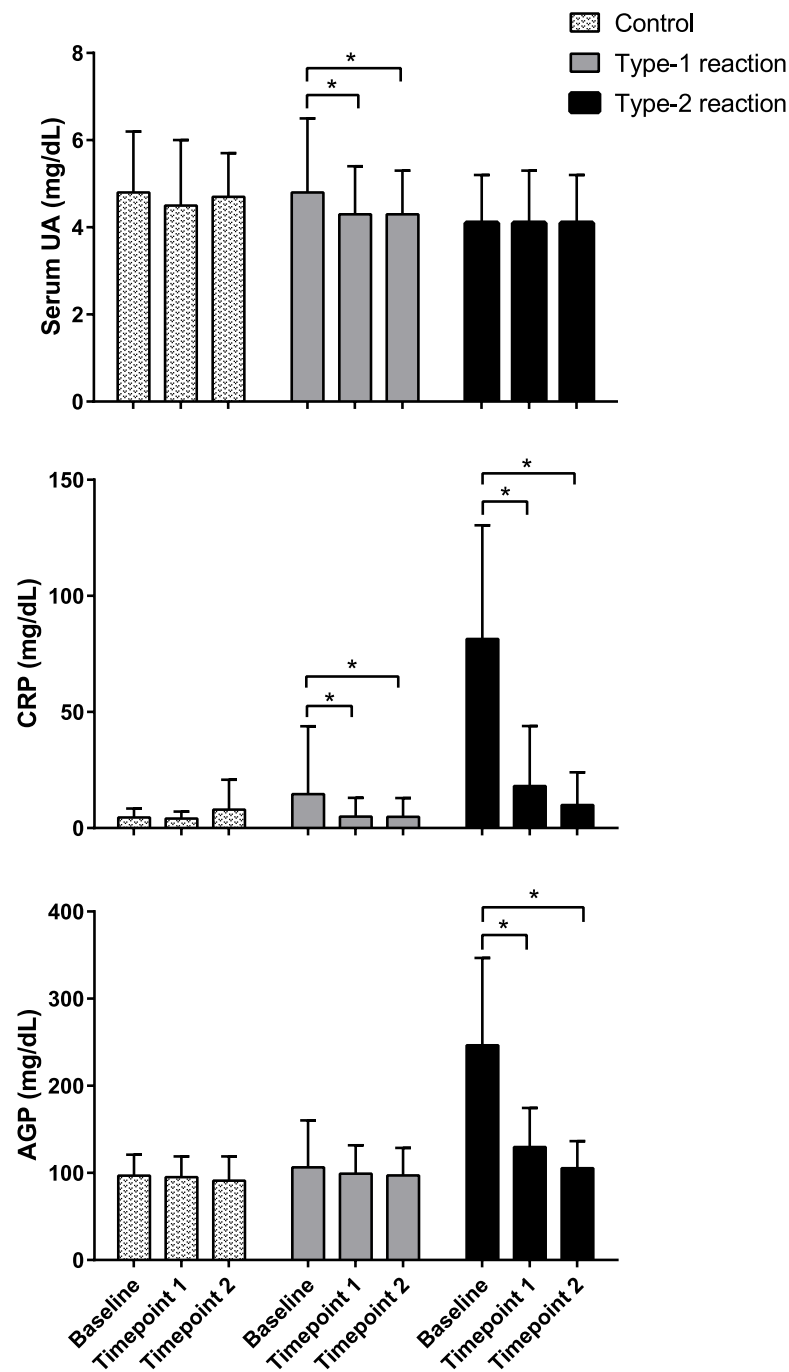 Control
Type-1 reaction
Type-2 reaction
Serum UA (mg/dL)
8
6
4
2
0
*
*
CRP (mg/dL)
150
100
50
0
*
*
*
*
AGP (mg/dL)
400
300
200
100
0
*
*
Baseline
Timepoint 1
Timepoint 2
Baseline
Timepoint 1
Timepoint 2
Baseline
Timepoint 1
Timepoint 2